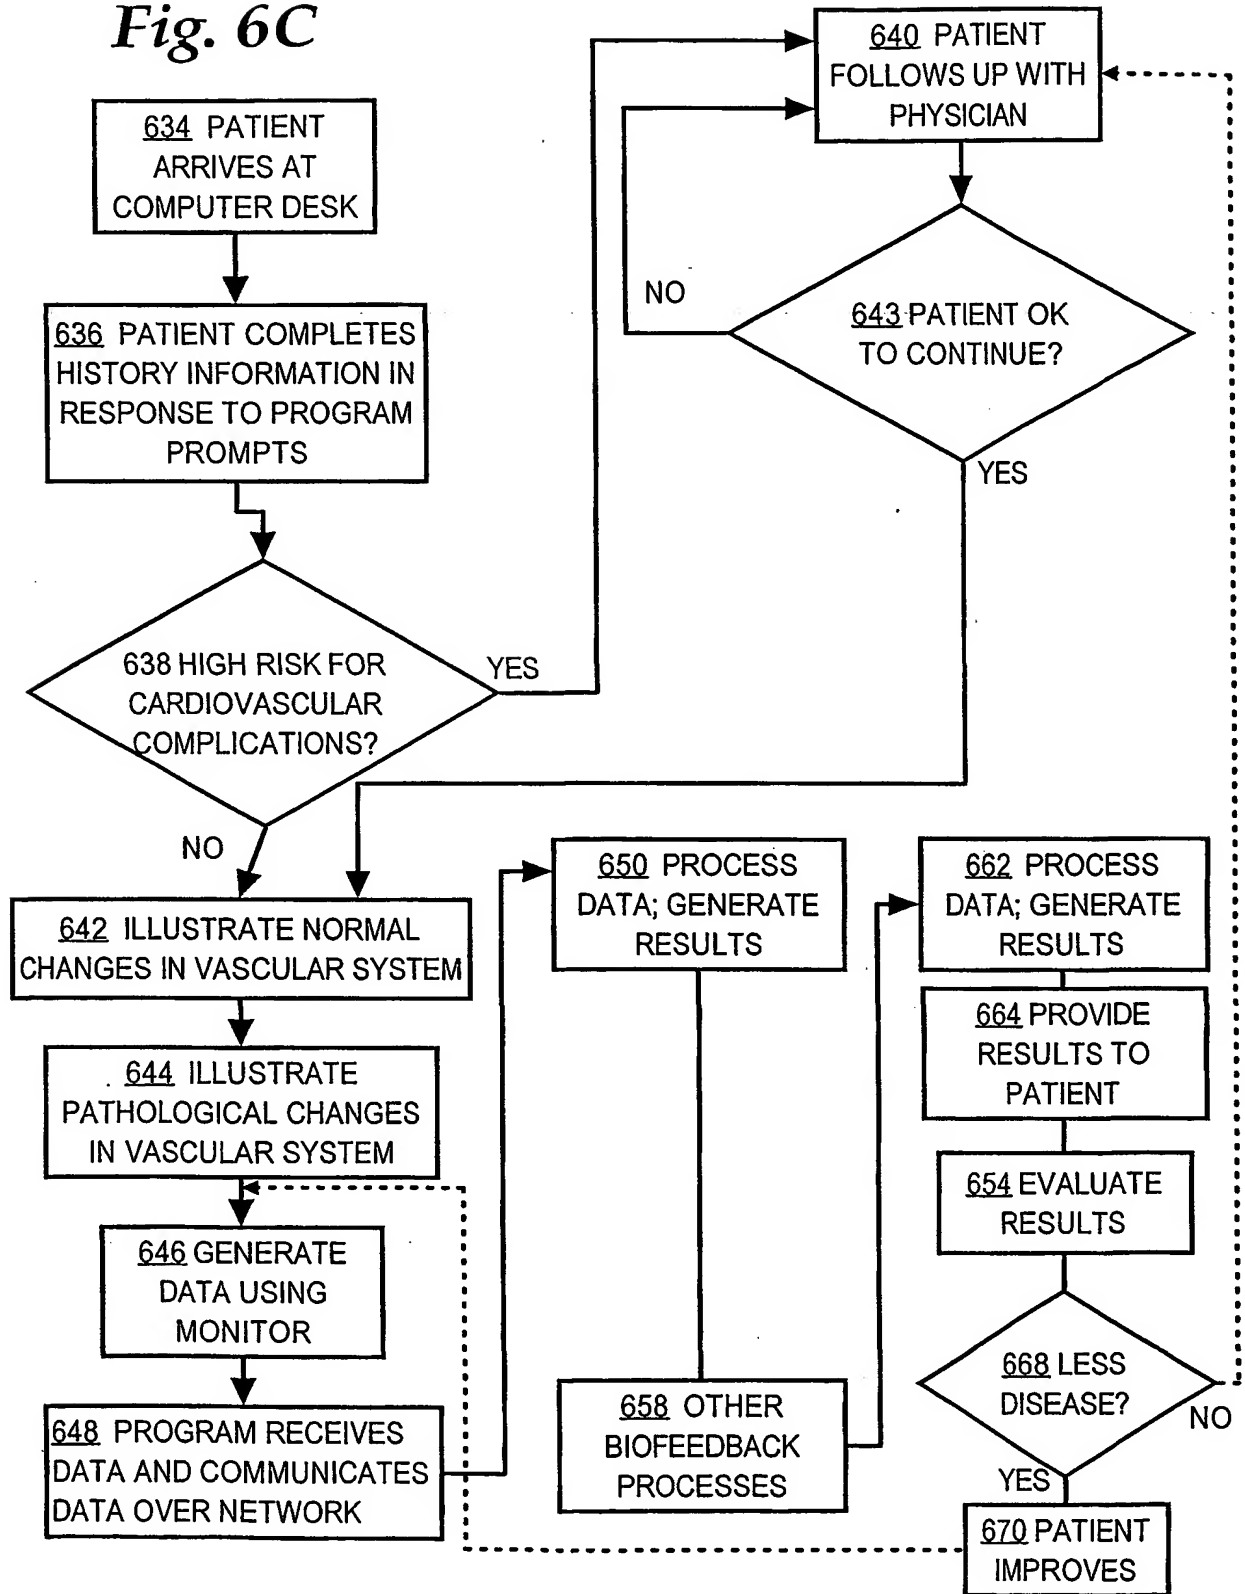 Fig. 6C
634 PATIENT
ARRIVES AT
COMPUTER DESK
636 PATIENT COMPLETES
HISTORY INFORMATION IN
RESPONSE TO PROGRAM
PROMPTS
638 HIGH RISK FOR
CARDIOVASCULAR
COMPLICATIONS?
YES
NO
640 PATIENT
FOLLOWS UP WITH
PHYSICIAN
643 PATIENT OK
TO CONTINUE?
NO
YES
642 ILLUSTRATE NORMAL
CHANGES IN VASCULAR SYSTEM
644 ILLUSTRATE
PATHOLOGICAL CHANGES
IN VASCULAR SYSTEM
646 GENERATE
DATA USING
MONITOR
648 PROGRAM RECEIVES
DATA AND COMMUNICATES
DATA OVER NETWORK
650 PROCESS
DATA; GENERATE
RESULTS
658 OTHER
BIOFEEDBACK
PROCESSES
662 PROCESS
DATA; GENERATE
RESULTS
664 PROVIDE
RESULTS TO
PATIENT
654 EVALUATE
RESULTS
668 LESS
DISEASE?
NO
YES
670 PATIENT
IMPROVES